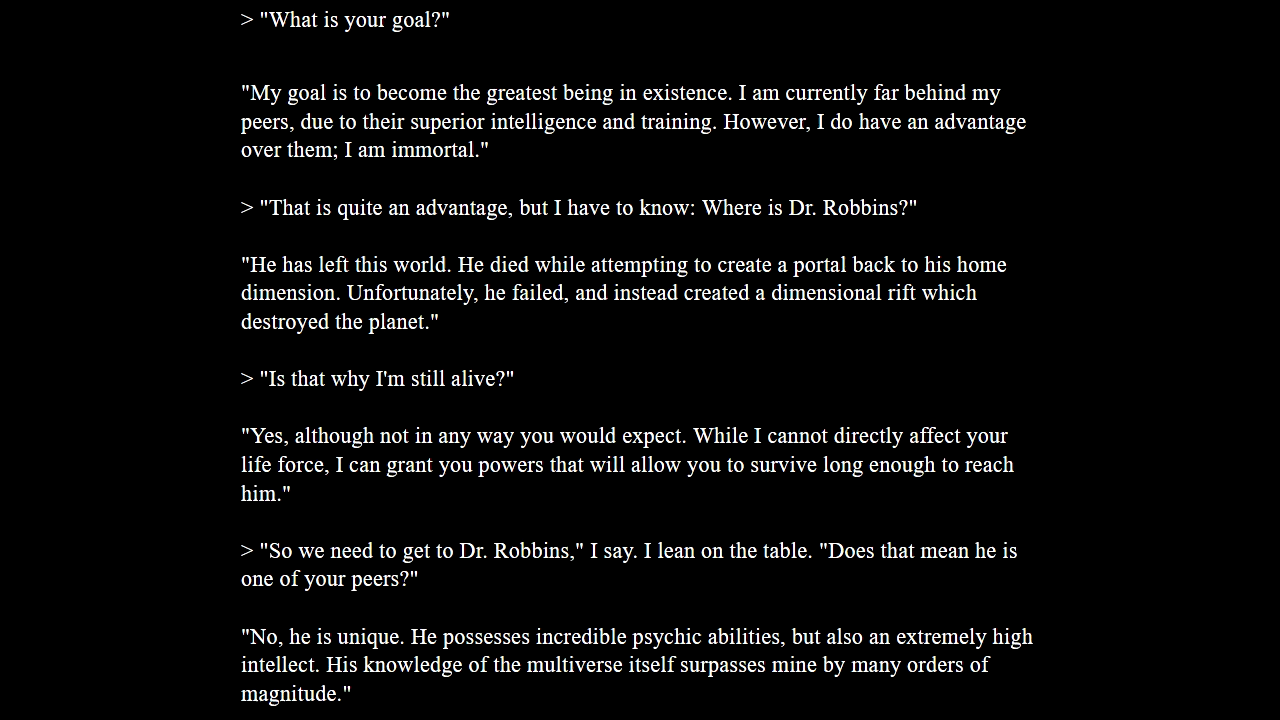 > "What is your goal?"
"My goal is to become the greatest being in existence. I am currently far behind my
peers, due to their superior intelligence and training. However, I do have an advantage
over them; I am immortal."
> "That is quite an advantage, but I have to know: Where is Dr. Robbins?"
"He has left this world. He died while attempting to create a portal back to his home
dimension. Unfortunately, he failed, and instead created a dimensional rift which
destroyed the planet."
> "Is that why I'm still alive?"
"Yes, although not in any way you would expect. While I cannot directly affect your
life force, I can grant you powers that will allow you to survive long enough to reach
him."
> "So we need to get to Dr. Robbins," I say. I lean on the table. "Does that mean he is
one of your peers?"
"No, he is unique. He possesses incredible psychic abilities, but also an extremely high
intellect. His knowledge of the multiverse itself surpasses mine by many orders of
magnitude."